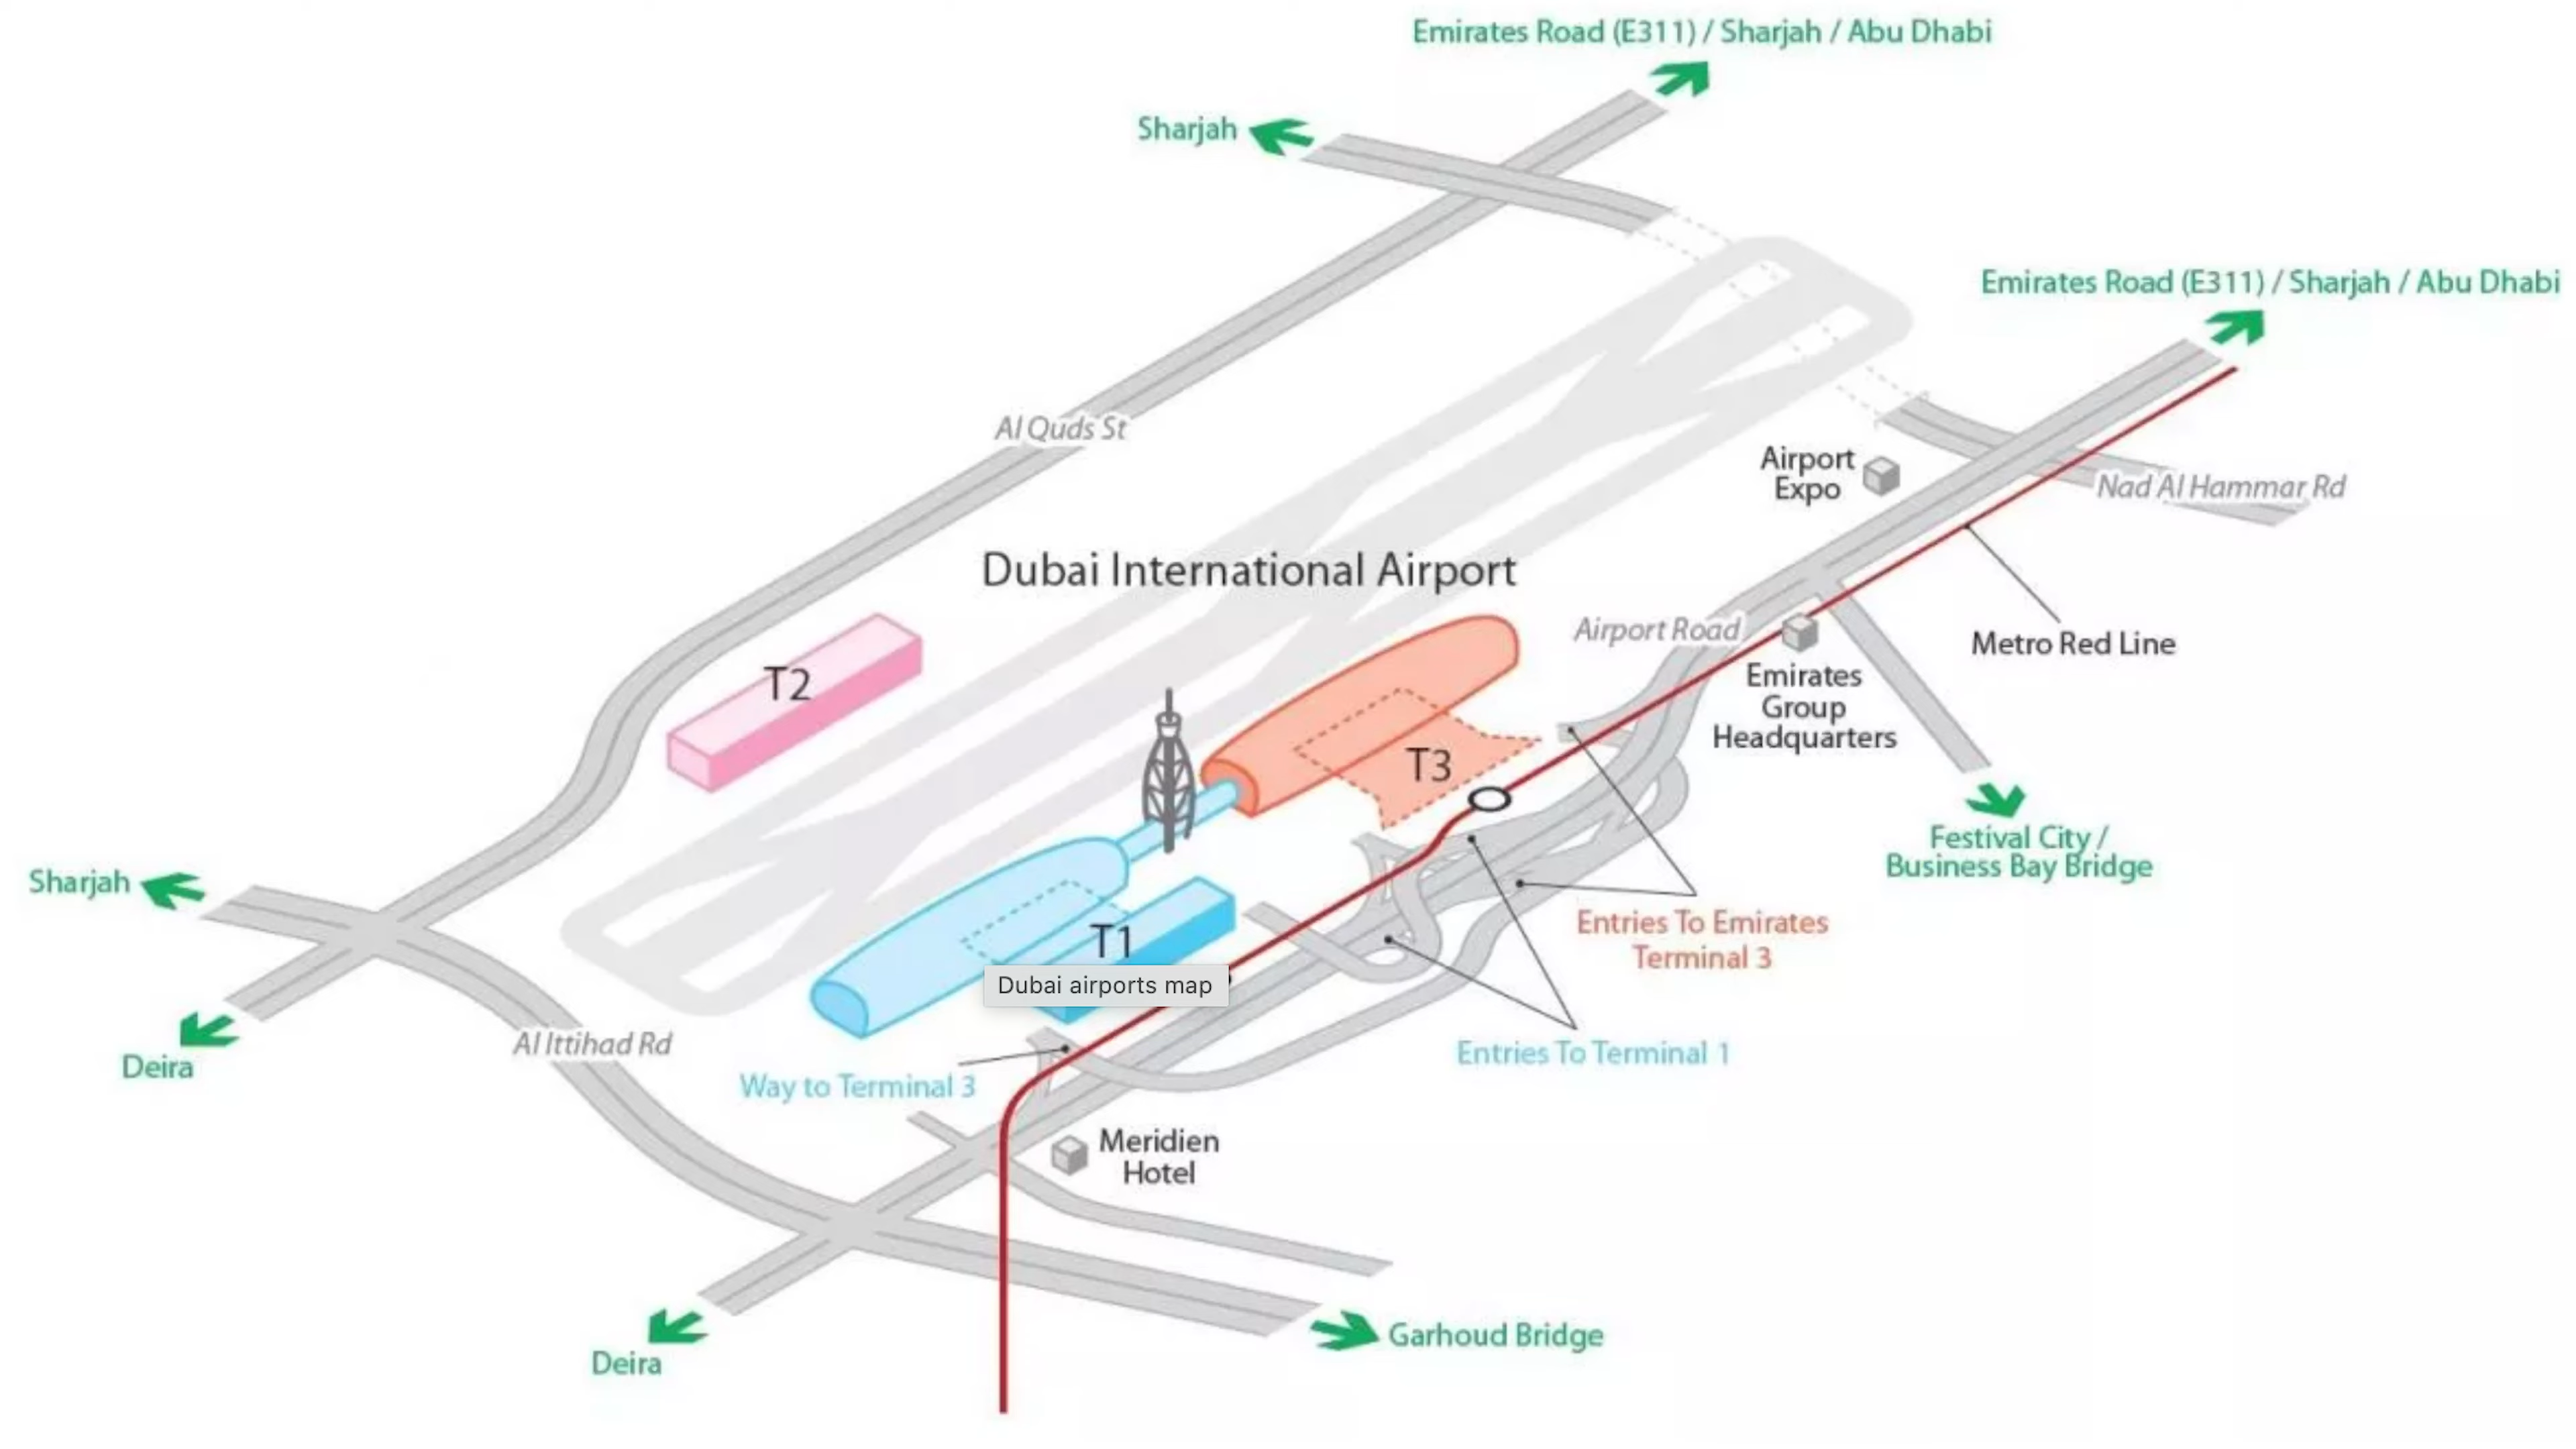 Emirates Road (E311) / Sharjah / Abu Dhabi
Sharjah
Emirates Road (E311) / Sharjah / Abu Dhabi
Al Quds St
Airport
Expo
Nad Al Hammar Rd
Dubai International Airport
Airport Road
Metro Red Line
T2
Emirates
Group
Headquarters
T3
Festival City /
Business Bay Bridge
Sharjah
Entries To Emirates
Terminal 3
T1
Dubai airports map
Deira
Al Ittihad Rd
Way to Terminal 3
Entries To Terminal 1
Meridien
Hotel
Garhoud Bridge
Deira